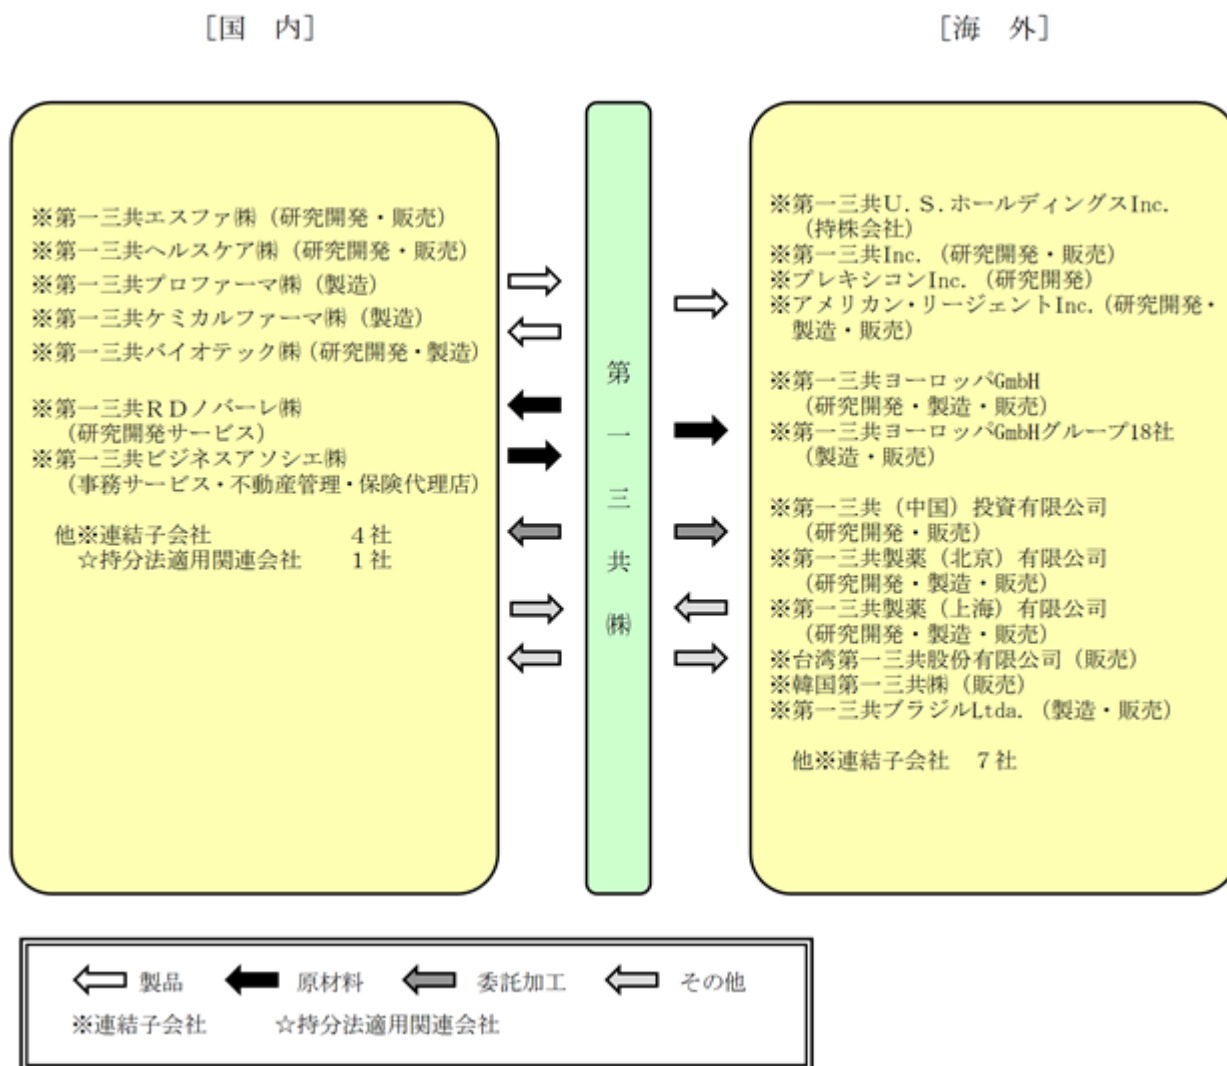 ［国　内］
［海　外］
※第一三共エスファ㈱（研究開発・販売）
※第一三共ヘルスケア㈱（研究開発・販売）
※第一三共プロファーマ㈱（製造）
※第一三共ケミカルファーマ㈱（製造）
※第一三共バイオテック㈱（研究開発・製造）
※第一三共ＲＤノバーレ㈱
（研究開発サービス）
※第一三共ビジネスアソシエ㈱
（事務サービス・不動産管理・保険代理店）
他※連結子会社　４社
☆持分法適用関連会社　１社
第一三共㈱
※第一三共Ｕ．Ｓ．ホールディングスInc.
（持株会社）
※第一三共Inc.（研究開発・販売）
※プレキシコンInc.（研究開発）
※アメリカン・リージェントInc.（研究開発・
製造・販売）
※第一三共ヨーロッパGmbH
（研究開発・製造・販売）
※第一三共ヨーロッパGmbHグループ18社
（製造・販売）
※第一三共（中国）投資有限公司
（研究開発・販売）
※第一三共製薬（北京）有限公司
（研究開発・製造・販売）
※第一三共製薬（上海）有限公司
（研究開発・製造・販売）
※台湾第一三共股份有限公司（販売）
※韓国第一三共㈱（販売）
※第一三共ブラジルLtda.（製造・販売）
他※連結子会社　７社
製品　原材料　委託加工　その他
※連結子会社　☆持分法適用関連会社